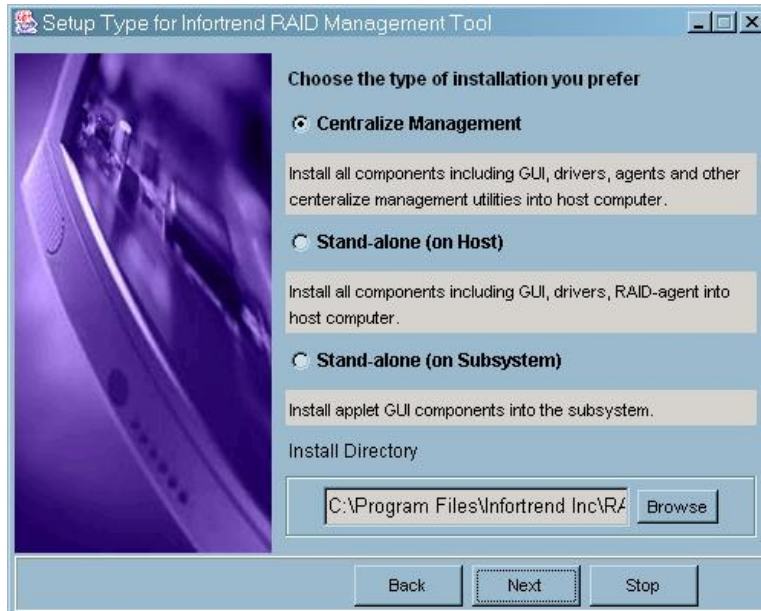 Setup Type for Infortrend RAID Management Tool
Choose the type of installation you prefer
Centralize Management
Install all components including GUI, drivers, agents and other
centeralize management utilities into host computer.
Stand-alone (on Host)
Install all components including GUI, drivers, RAID-agent into
host computer.
Stand-alone (on Subsystem)
Install applet GUI components into the subsystem.
Install Directory
C:\Program Files\Infortrend Inc\RA
Browse
Back Next Stop